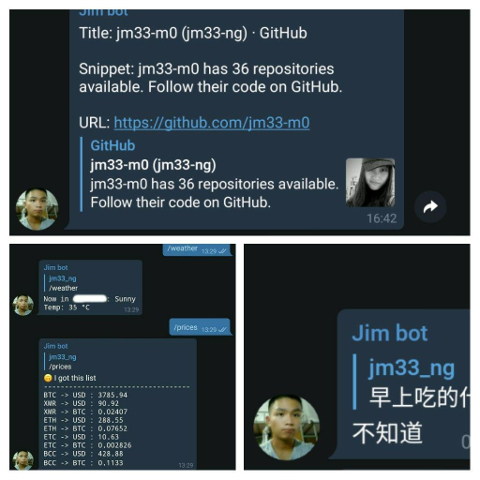 Jim bot
Title: jm33-m0 (jm33-ng) · GitHub
Snippet: jm33-m0 has 36 repositories
available. Follow their code on GitHub.
URL: https://github.com/jm33-m0
GitHub
jm33-m0 (jm33-ng)
jm33-m0 has 36 repositories available.
Follow their code on GitHub.
16:42
/weather 13:29
Jim bot
jm33_ng
/weather
Now in : Sunny
Temp: 35 °C
13:29
/prices 13:29
Jim bot
jm33_ng
/prices
I got this list
----------------------------------
BTC -> USD : 3785.94
XMR -> USD : 90.92
XMR -> BTC : 0.02407
ETH -> USD : 288.55
ETH -> BTC : 0.07652
ETC -> USD : 10.63
ETC -> BTC : 0.002826
BCC -> USD : 428.88
BCC -> BTC : 0.1133
13:29
Jim bot
jm33_ng
早上吃的什
不知道